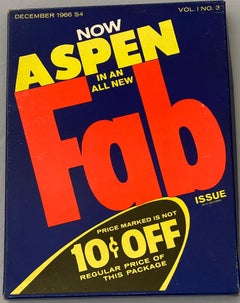 DECEMBER 1966 $4 VOL. 1 NO. 3
NOW
ASPEN
IN AN
ALL NEW
Fab
ISSUE
PRICE MARKED IS NOT
10¢ OFF
REGULAR PRICE OF
THIS PACKAGE